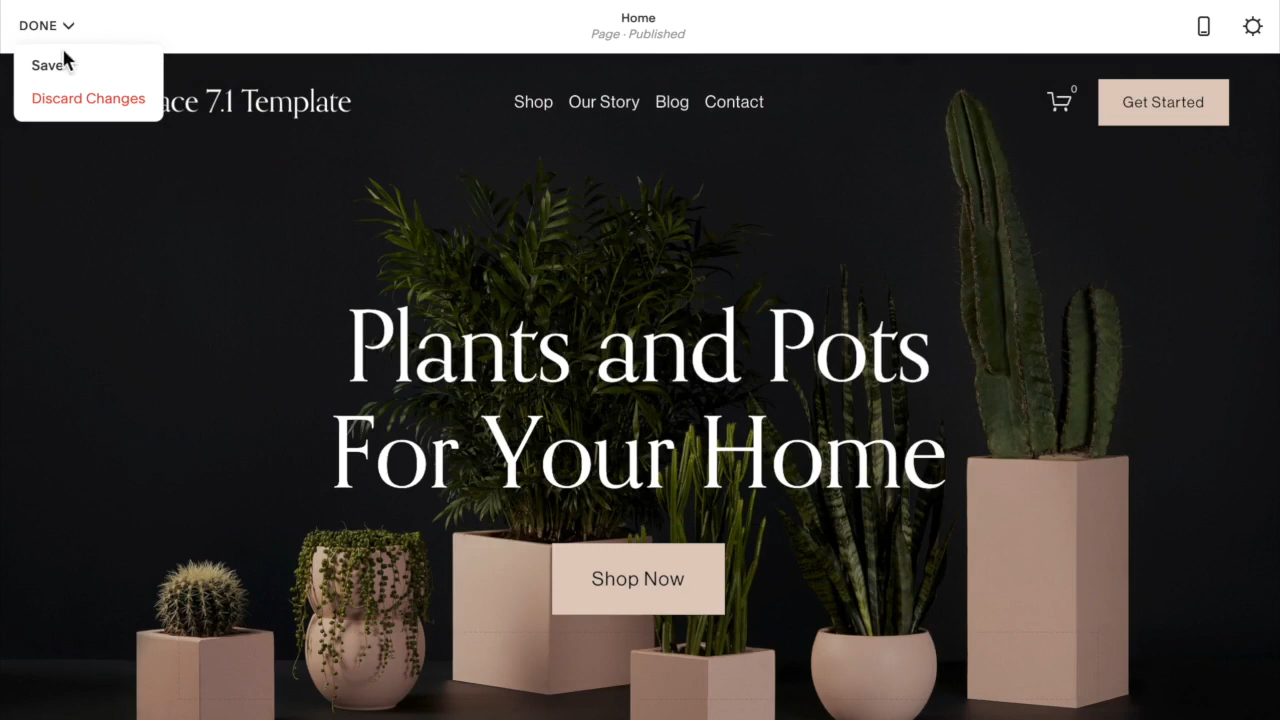 DONE
Home
Page · Published
Save
Discard Changes
7.1 Template
Shop
Our Story
Blog
Contact
0
Get Started
Plants and Pots
For Your Home
Shop Now